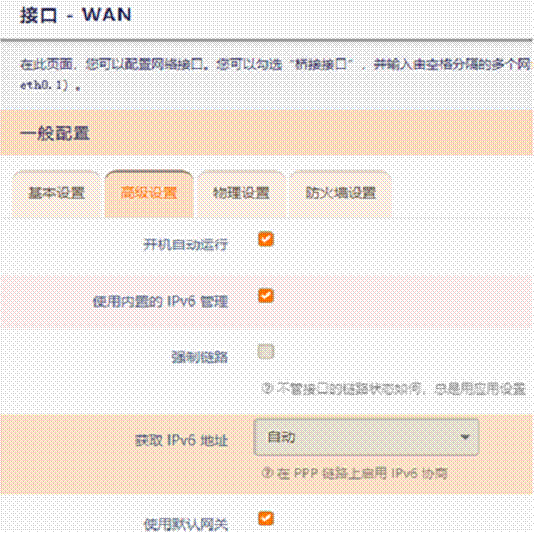 接口 - WAN
在此页面，您可以配置网络接口。您可以勾选“桥接接口”，并输入由空格分隔的多个网
eth0.1）。
一般配置
基本设置 高级设置 物理设置 防火墙设置
开机自动运行
使用内置的 IPv6 管理
强制链路
不管接口的链路状态如何，总是用应用设置
获取 IPv6 地址 自动
在 PPP 链路上启用 IPv6 协商
使用默认网关